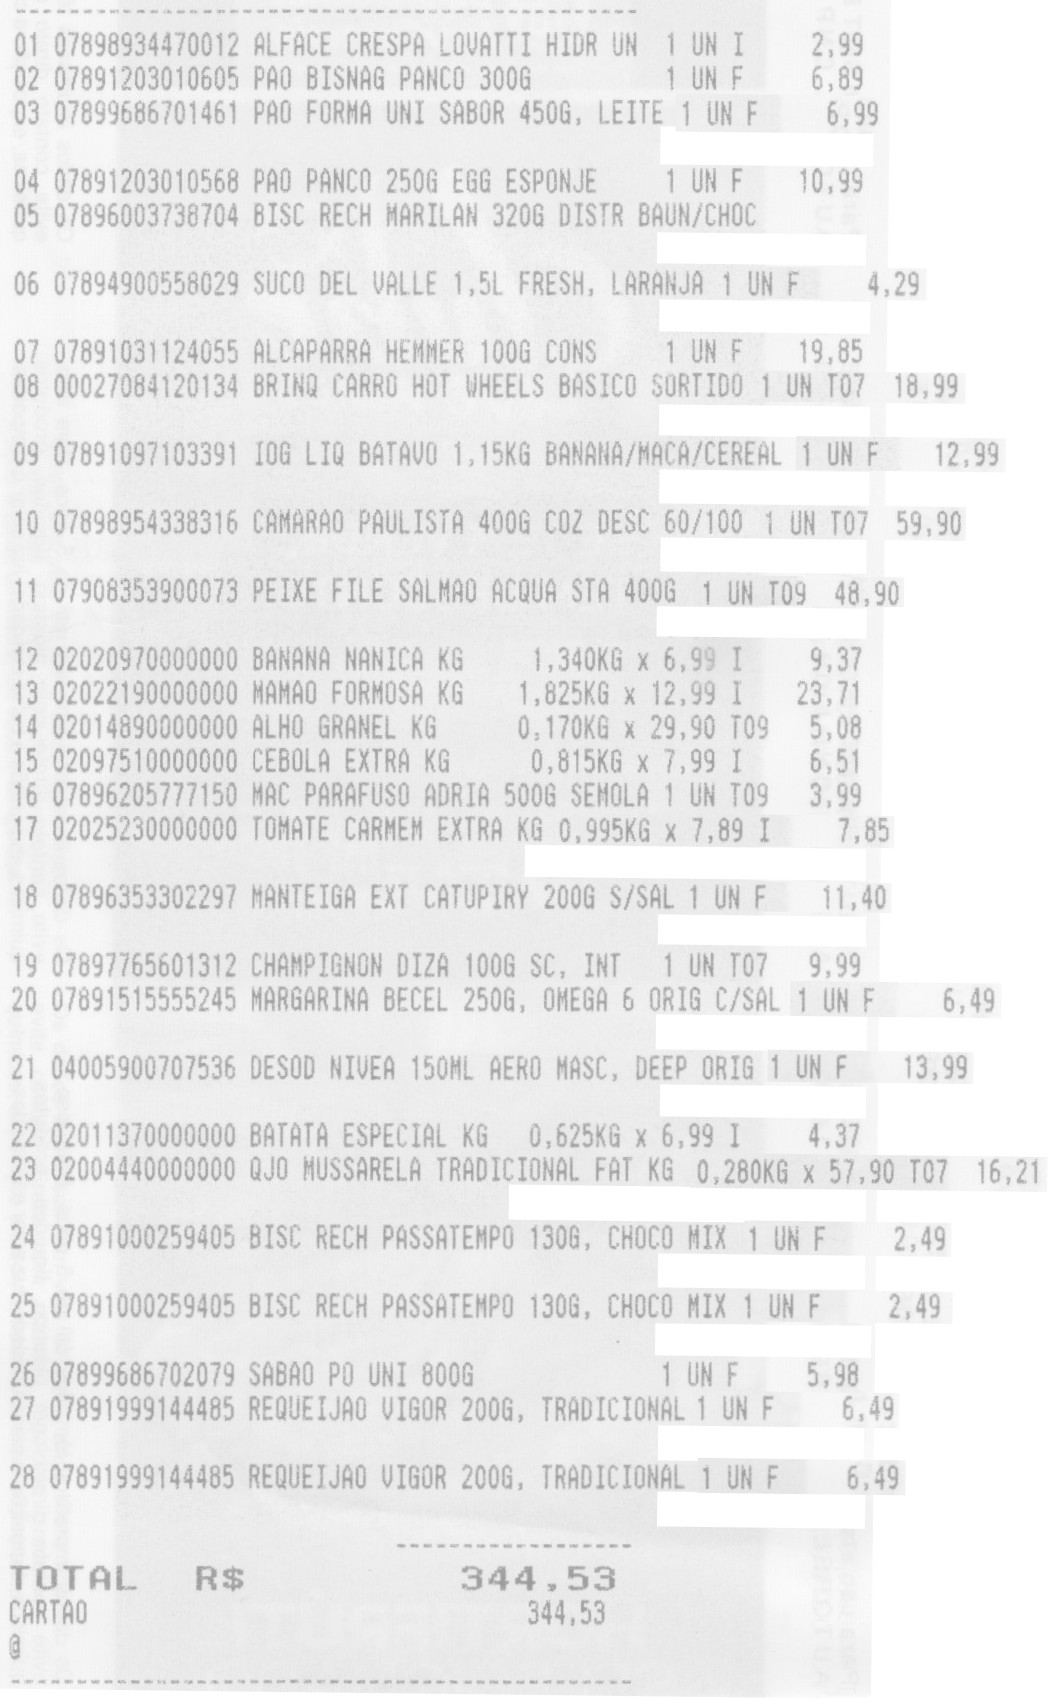 01 07898934470012 ALFACE CRESPA LOVATTI HIDR UN 1 UN I 2,99
02 07891203010605 PAO BISNAG PANCO 300G 1 UN F 6,89
03 07899686701461 PAO FORMA UNI SABOR 450G, LEITE 1 UN F 6,99
04 07891203010568 PAO PANCO 250G EGG ESPONJE 1 UN F 10,99
05 07896003738704 BISC RECH MARILAN 320G DISTR BAUN/CHOC
06 07894900558029 SUCO DEL VALLE 1,5L FRESH, LARANJA 1 UN F 4,29
07 07891031124055 ALCAPARRA HEMMER 100G CONS 1 UN F 19,85
08 00027084120134 BRINQ CARRO HOT WHEELS BASICO SORTIDO 1 UN T07 18,99
09 07891097103391 IOG LIQ BATAVO 1,15KG BANANA/MACA/CEREAL 1 UN F 12,99
10 07898954338316 CAMARAO PAULISTA 400G COZ DESC 60/100 1 UN T07 59,90
11 07908353900073 PEIXE FILE SALMAO ACQUA STA 400G 1 UN T09 48,90
12 02020970000000 BANANA NANICA KG 1,340KG x 6,99 I 9,37
13 02022190000000 MAMAO FORMOSA KG 1,825KG x 12,99 I 23,71
14 02014890000000 ALHO GRANEL KG 0,170KG x 29,90 T09 5,08
15 02097510000000 CEBOLA EXTRA KG 0,815KG x 7,99 I 6,51
16 07896205777150 MAC PARAFUSO ADRIA 500G SEMOLA 1 UN T09 3,99
17 02025230000000 TOMATE CARMEM EXTRA KG 0,995KG x 7,89 I 7,85
18 07896353302297 MANTEIGA EXT CATUPIRY 200G S/SAL 1 UN F 11,40
19 07897765601312 CHAMPIGNON DIZA 100G SC, INT 1 UN T07 9,99
20 07891515555245 MARGARINA BECEL 250G, OMEGA 6 ORIG C/SAL 1 UN F 6,49
21 04005900707536 DESOD NIVEA 150ML AERO MASC, DEEP ORIG 1 UN F 13,99
22 02011370000000 BATATA ESPECIAL KG 0,625KG x 6,99 I 4,37
23 02004440000000 QJO MUSSARELA TRADICIONAL FAT KG 0,280KG x 57,90 T07 16,21
24 07891000259405 BISC RECH PASSATEMPO 130G, CHOCO MIX 1 UN F 2,49
25 07891000259405 BISC RECH PASSATEMPO 130G, CHOCO MIX 1 UN F 2,49
26 07899686702079 SABAO PO UNI 800G 1 UN F 5,98
27 07891999144485 REQUEIJAO VIGOR 200G, TRADICIONAL 1 UN F 6,49
28 07891999144485 REQUEIJAO VIGOR 200G, TRADICIONAL 1 UN F 6,49
TOTAL R$ 344,53
CARTAO 344,53
@